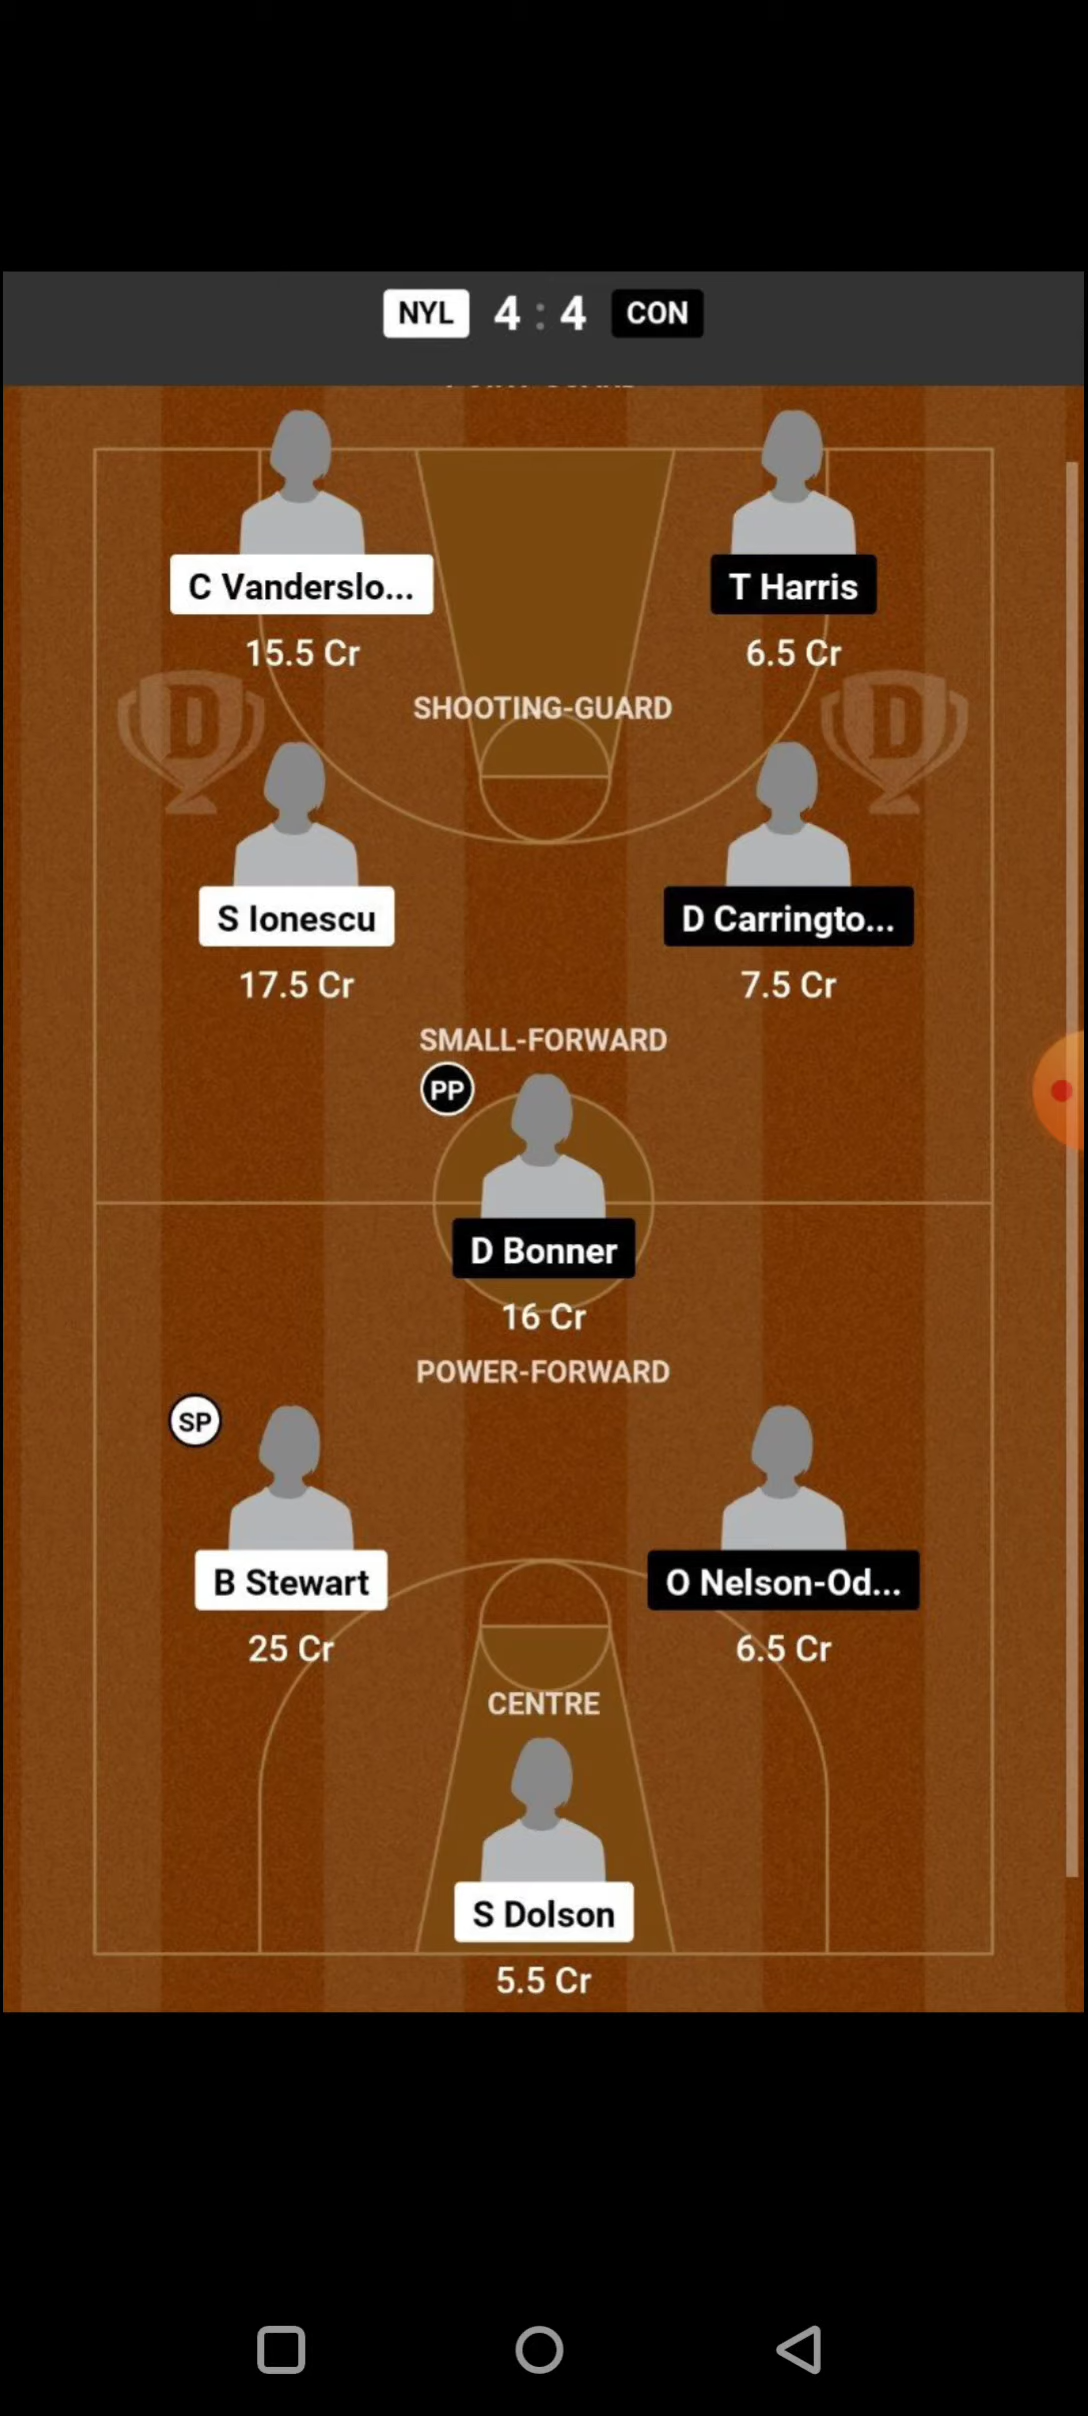 NYL 4 : 4 CON
C Vanderslo... T Harris
15.5 Cr 6.5 Cr
SHOOTING-GUARD
S Ionescu D Carringto...
17.5 Cr 7.5 Cr
SMALL-FORWARD
PP
D Bonner
16 Cr
POWER-FORWARD
SP
B Stewart O Nelson-Od...
25 Cr 6.5 Cr
CENTRE
S Dolson
5.5 Cr